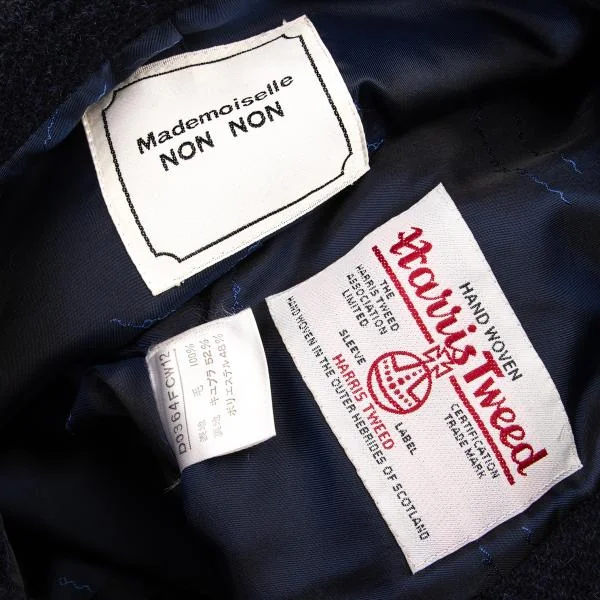 Mademoiselle
NON NON
D0364FCW12
表地 毛 100%
裏地 キュプラ 52%
ポリエステル 48%
Harris Tweed
HAND WOVEN
THE
HARRIS TWEED
ASSOCIATION
LIMITED
CERTIFICATION
TRADE MARK
SLEEVE LABEL
HARRIS TWEED
HAND WOVEN IN THE OUTER HEBRIDES OF SCOTLAND